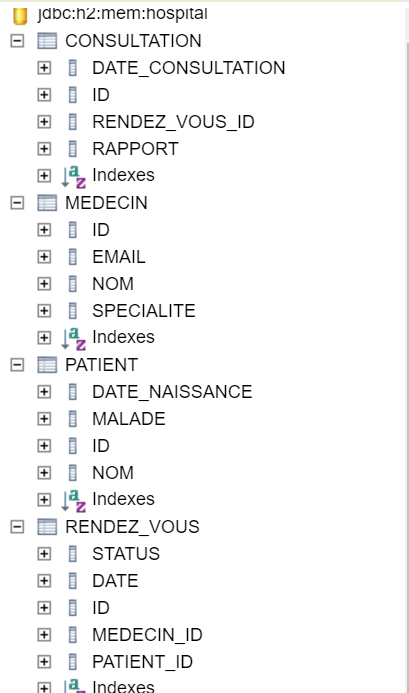 jdbc:h2:mem:hospital
CONSULTATION
DATE_CONSULTATION
ID
RENDEZ_VOUS_ID
RAPPORT
Indexes
MEDECIN
ID
EMAIL
NOM
SPECIALITE
Indexes
PATIENT
DATE_NAISSANCE
MALADE
ID
NOM
Indexes
RENDEZ_VOUS
STATUS
DATE
ID
MEDECIN_ID
PATIENT_ID
Indexes